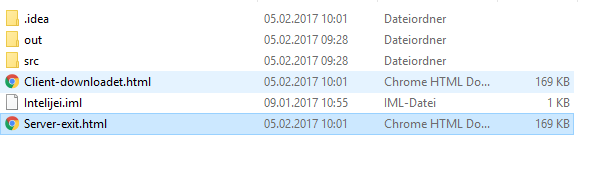 .idea 05.02.2017 10:01 Dateiordner
out 05.02.2017 09:28 Dateiordner
src 05.02.2017 09:28 Dateiordner
Client-downloadet.html 05.02.2017 10:01 Chrome HTML Do... 169 KB
Intelijei.iml 09.01.2017 10:55 IML-Datei 1 KB
Server-exit.html 05.02.2017 10:01 Chrome HTML Do... 169 KB